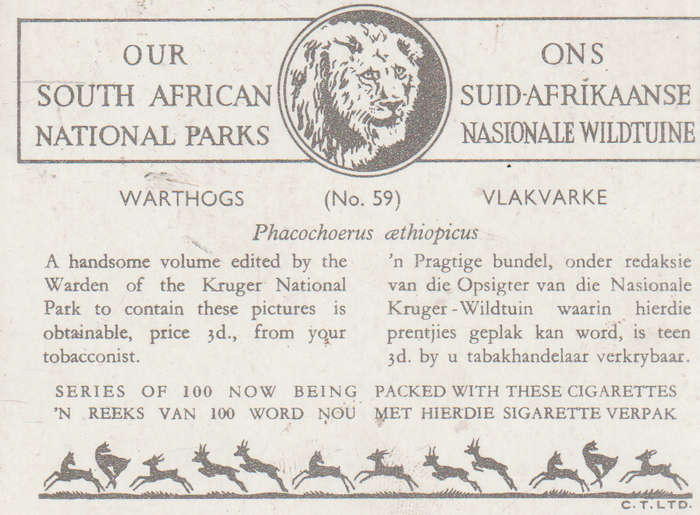 OUR
SOUTH AFRICAN
NATIONAL PARKS
ONS
SUID-AFRIKAANSE
NASIONALE WILDTUINE
WARTHOGS (No. 59) VLAKVARKE
Phacochoerus æthiopicus
A handsome volume edited by the
Warden of the Kruger National
Park to contain these pictures is
obtainable, price 3d., from your
tobacconist.
'n Pragtige bundel, onder redaksie
van die Opsigter van die Nasionale
Kruger-Wildtuin waarin hierdie
prentjies geplak kan word, is teen
3d. by u tabakhandelaar verkrybaar.
SERIES OF 100 NOW BEING PACKED WITH THESE CIGARETTES
'N REEKS VAN 100 WORD NOU MET HIERDIE SIGARETTE VERPAK
C.T.LTD.